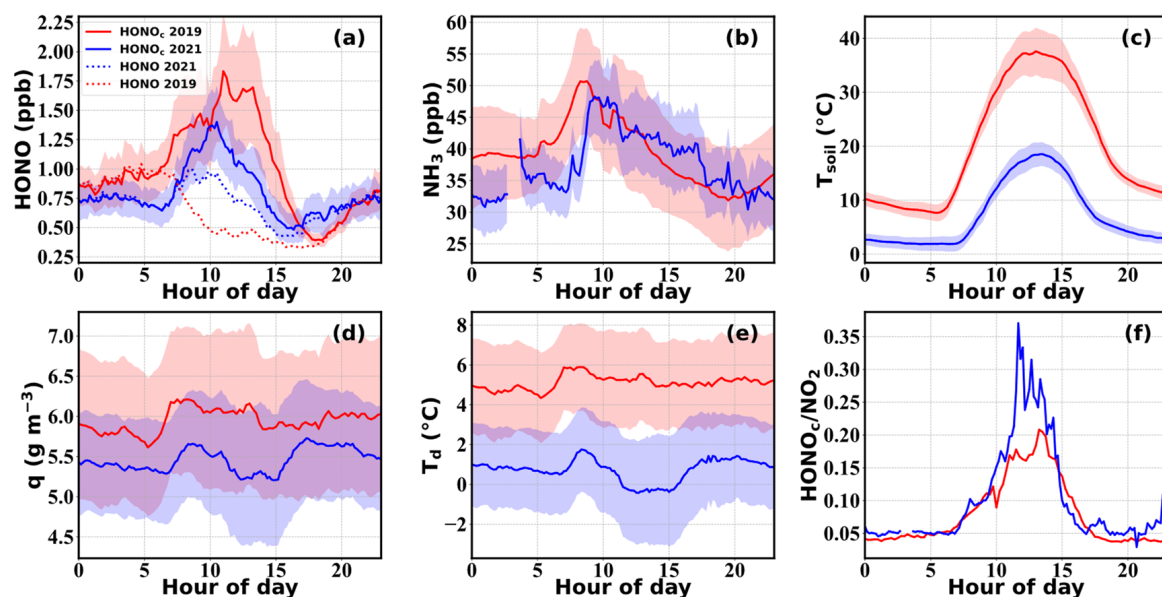 (a)
HONO_c 2019
HONO_c 2021
HONO 2021
HONO 2019
HONO (ppb)
2.25
2.00
1.75
1.50
1.25
1.00
0.75
0.50
0.25
0 5 10 15 20
Hour of day
(b)
NH₃ (ppb)
60
55
50
45
40
35
30
25
0 5 10 15 20
Hour of day
(c)
T_soil (°C)
40
30
20
10
0
0 5 10 15 20
Hour of day
(d)
q (g m⁻³)
7.0
6.5
6.0
5.5
5.0
4.5
0 5 10 15 20
Hour of day
(e)
T_d (°C)
8
6
4
2
0
−2
0 5 10 15 20
Hour of day
(f)
HONO_c/NO₂
0.35
0.30
0.25
0.20
0.15
0.10
0.05
0 5 10 15 20
Hour of day